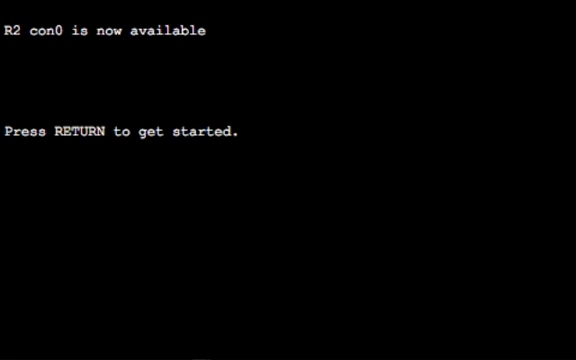 R2 con0 is now available
Press RETURN to get started.